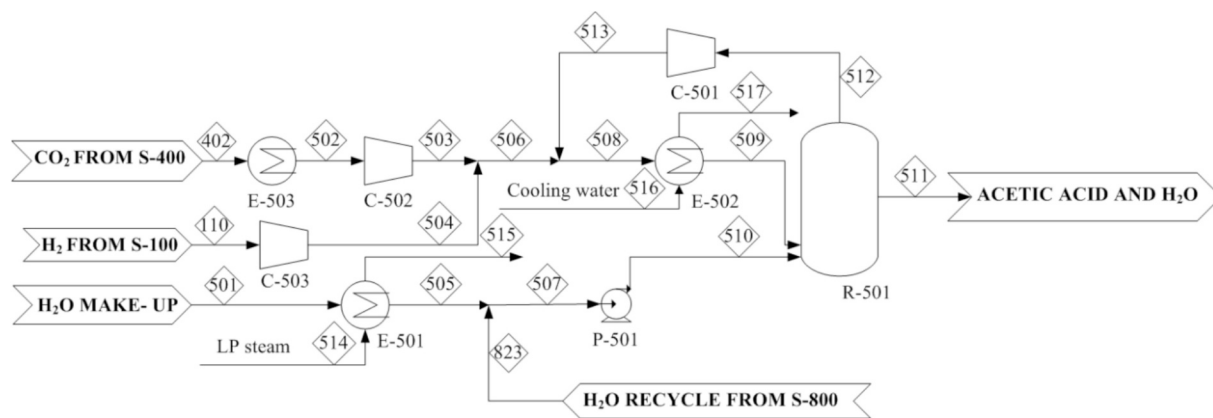 513
512
C-501
517
402
502
503
506
508
509
CO₂ FROM S-400
511
E-503
C-502
Cooling water
516
E-502
ACETIC ACID AND H₂O
110
504
515
510
H₂ FROM S-100
C-503
501
505
507
R-501
H₂O MAKE- UP
LP steam
514
E-501
P-501
823
H₂O RECYCLE FROM S-800